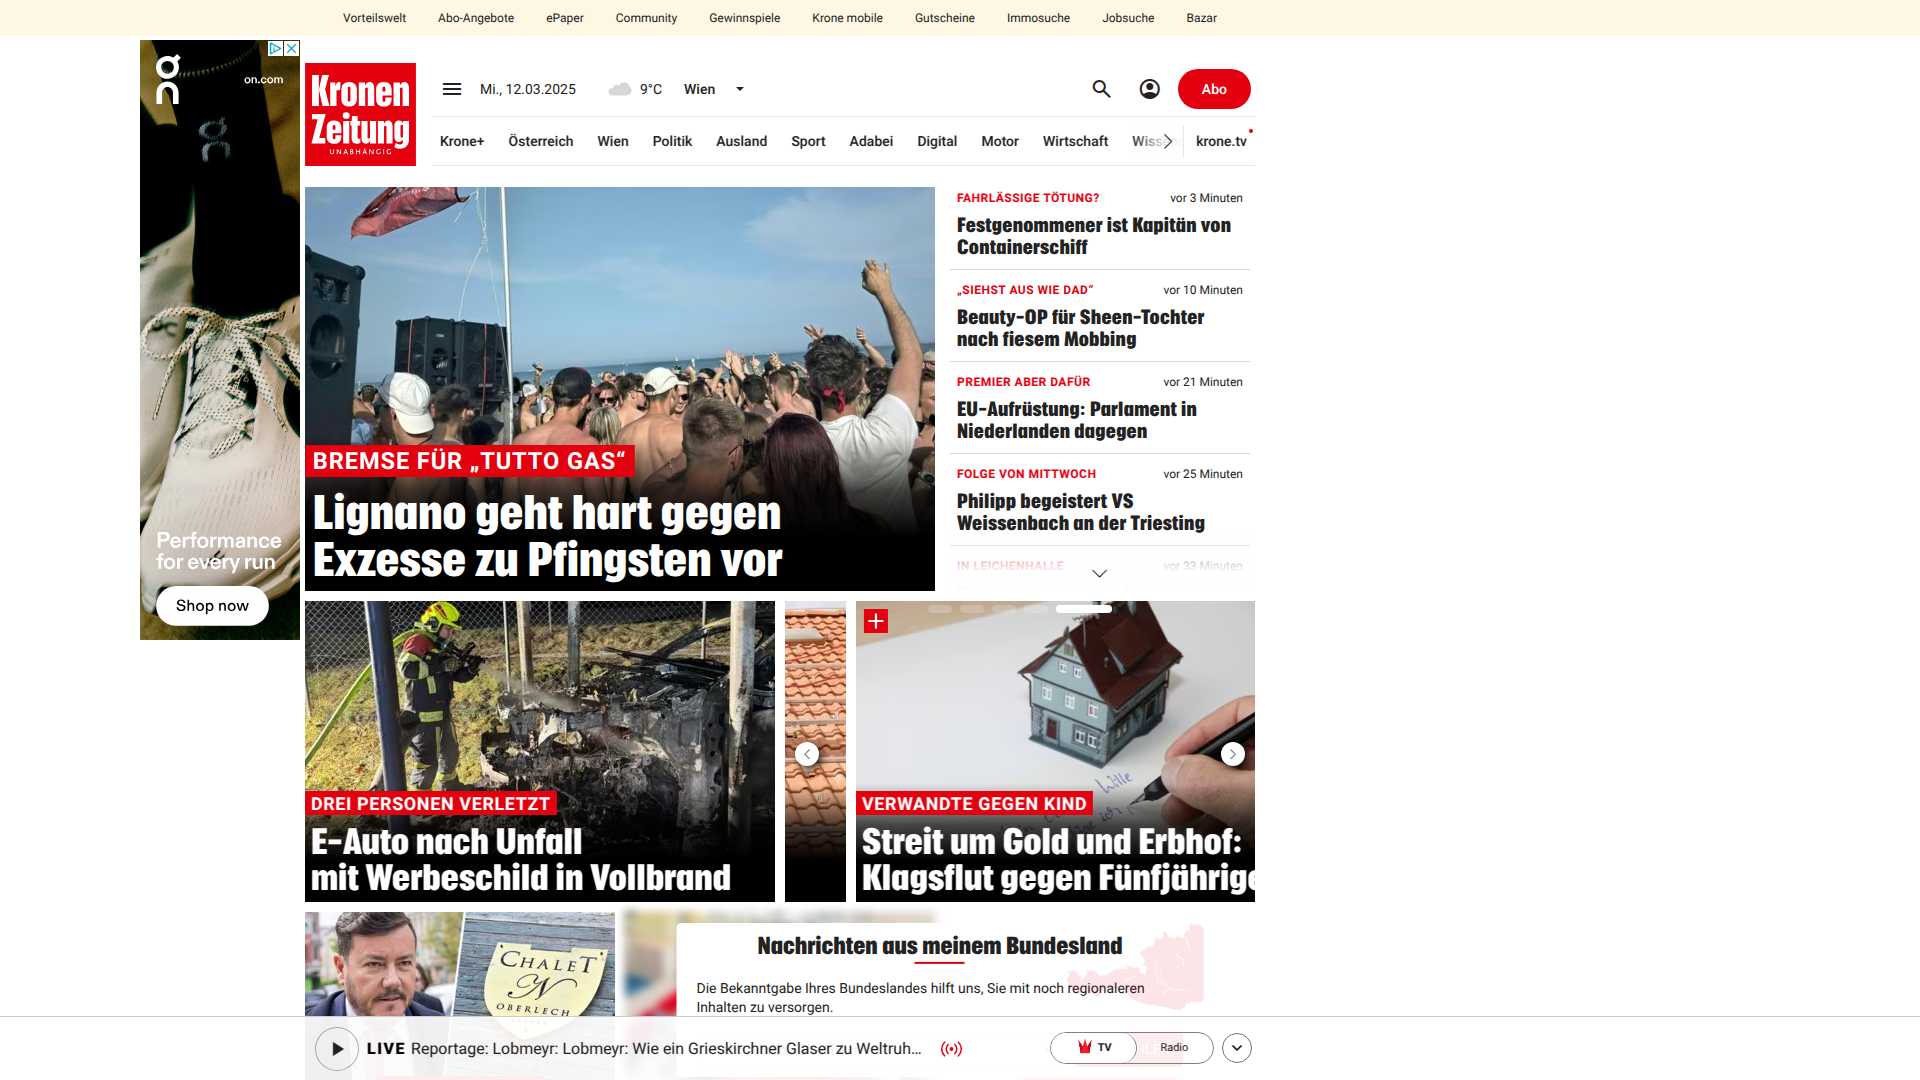 Vorteilswelt Abo-Angebote ePaper Community Gewinnspiele Krone mobile Gutscheine Immosuche Jobsuche Bazar
on
on.com
Performance
for every run
Shop now
Kronen
Zeitung
UNABHÄNGIG
Mi., 12.03.2025 9°C Wien
Abo
Krone+ Österreich Wien Politik Ausland Sport Adabei Digital Motor Wirtschaft krone.tv
BREMSE FÜR „TUTTO GAS“
Lignano geht hart gegen
Exzesse zu Pfingsten vor
FAHRLÄSSIGE TÖTUNG? vor 3 Minuten
Festgenommener ist Kapitän von
Containerschiff
„SIEHST AUS WIE DAD“ vor 10 Minuten
Beauty-OP für Sheen-Tochter
nach fiesem Mobbing
PREMIER ABER DAFÜR vor 21 Minuten
EU-Aufrüstung: Parlament in
Niederlanden dagegen
FOLGE VON MITTWOCH vor 25 Minuten
Philipp begeistert VS
Weissenbach an der Triesting
IN LEICHENHALLE vor 33 Minuten
DREI PERSONEN VERLETZT
E-Auto nach Unfall
mit Werbeschild in Vollbrand
Wille
VERWANDTE GEGEN KIND
Streit um Gold und Erbhof:
Klagsflut gegen Fünfjährige
CHALET
N
OBERLECH
Nachrichten aus meinem Bundesland
Die Bekanntgabe Ihres Bundeslandes hilft uns, Sie mit noch regionaleren
Inhalten zu versorgen.
LIVE Reportage: Lobmeyr: Lobmeyr: Wie ein Grieskirchner Glaser zu Weltruh...
TV Radio